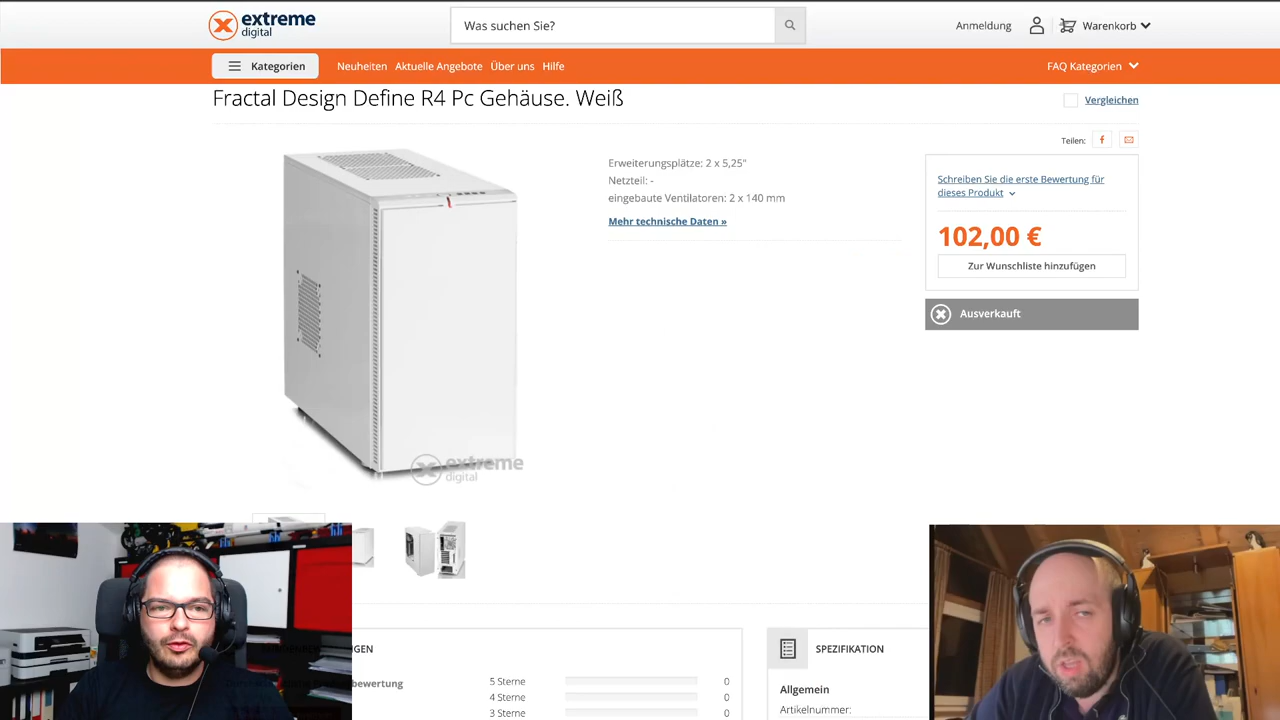 extreme
digital
Was suchen Sie?
Anmeldung
Warenkorb
Kategorien
Neuheiten
Aktuelle Angebote
Über uns
Hilfe
FAQ Kategorien
Fractal Design Define R4 Pc Gehäuse. Weiß
Vergleichen
Teilen:
Erweiterungsplätze: 2 x 5,25"
Netzteil: -
eingebaute Ventilatoren: 2 x 140 mm
Mehr technische Daten »
Schreiben Sie die erste Bewertung für
dieses Produkt
102,00 €
Zur Wunschliste hinzufügen
Ausverkauft
extreme
digital
SPEZIFIKATION
5 Sterne
0
4 Sterne
0
3 Sterne
0
Allgemein
Artikelnummer: